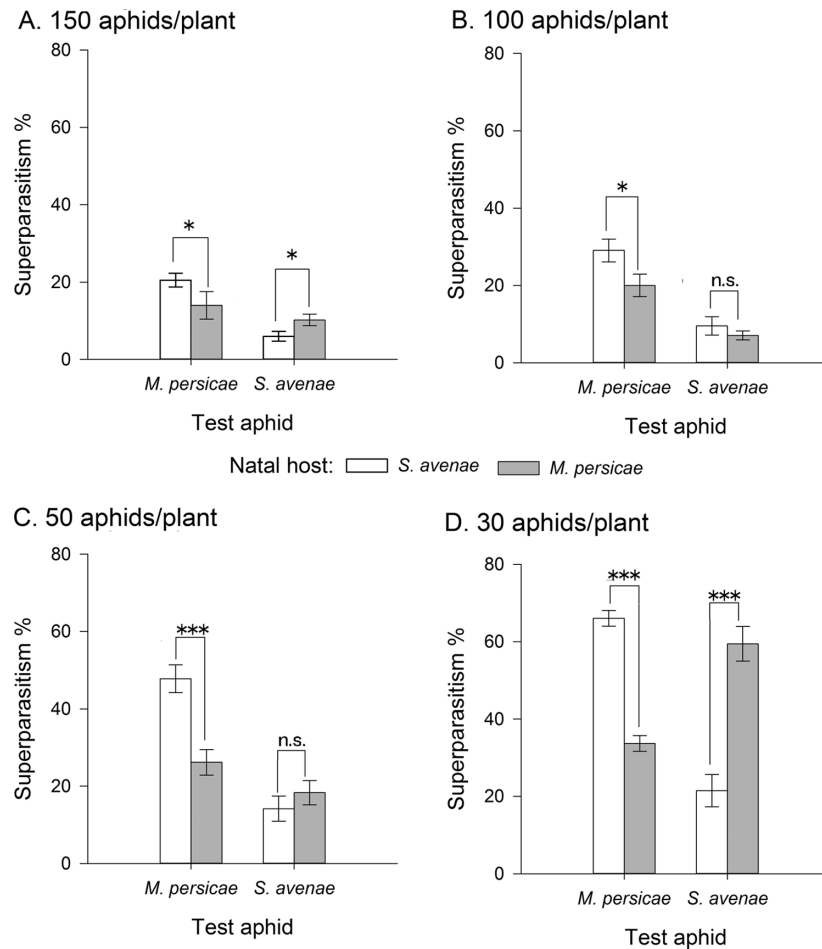 A. 150 aphids/plant
80
60
40
20
0
Superparasitism %
*
*
M. persicae S. avenae
Test aphid
B. 100 aphids/plant
80
60
40
20
0
Superparasitism %
*
n.s.
M. persicae S. avenae
Test aphid
Natal host: S. avenae M. persicae
C. 50 aphids/plant
80
60
40
20
0
Superparasitism %
***
n.s.
M. persicae S. avenae
Test aphid
D. 30 aphids/plant
80
60
40
20
0
Superparasitism %
***
***
M. persicae S. avenae
Test aphid